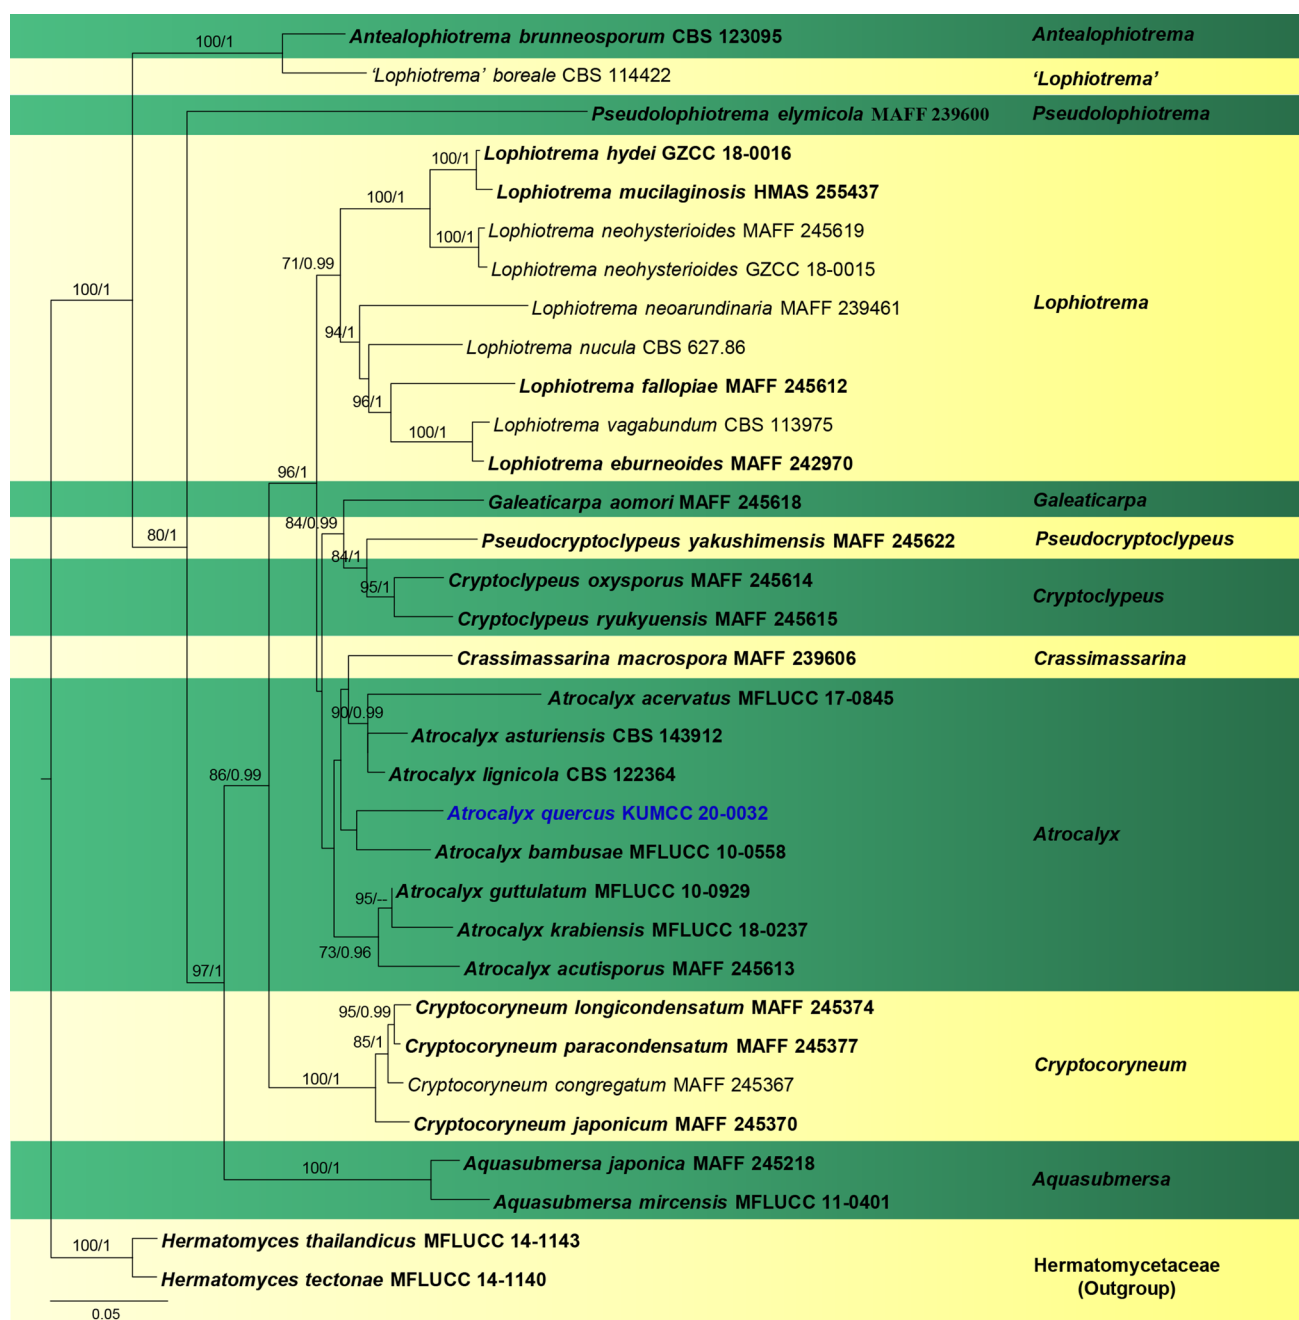 100/1
Antealophiotrema brunneosporum CBS 123095
Antealophiotrema
‘Lophiotrema’ boreale CBS 114422
‘Lophiotrema’
Pseudolophiotrema elymicola MAFF 239600
Pseudolophiotrema
100/1
Lophiotrema hydei GZCC 18-0016
100/1
Lophiotrema mucilaginosis HMAS 255437
100/1
Lophiotrema neohysterioides MAFF 245619
71/0.99
Lophiotrema neohysterioides GZCC 18-0015
100/1
Lophiotrema neoarundinaria MAFF 239461
Lophiotrema
94/1
Lophiotrema nucula CBS 627.86
Lophiotrema fallopiae MAFF 245612
96/1
Lophiotrema vagabundum CBS 113975
100/1
Lophiotrema eburneoides MAFF 242970
96/1
Galeaticarpa aomori MAFF 245618
Galeaticarpa
84/0.99
80/1
Pseudocryptoclypeus yakushimensis MAFF 245622
Pseudocryptoclypeus
84/1
Cryptoclypeus oxysporus MAFF 245614
95/1
Cryptoclypeus
Cryptoclypeus ryukyuensis MAFF 245615
Crassimassarina macrospora MAFF 239606
Crassimassarina
Atrocalyx acervatus MFLUCC 17-0845
90/0.99
Atrocalyx asturiensis CBS 143912
86/0.99
Atrocalyx lignicola CBS 122364
Atrocalyx quercus KUMCC 20-0032
Atrocalyx
Atrocalyx bambusae MFLUCC 10-0558
95/--
Atrocalyx guttulatum MFLUCC 10-0929
Atrocalyx krabiensis MFLUCC 18-0237
73/0.96
Atrocalyx acutisporus MAFF 245613
97/1
95/0.99
Cryptocoryneum longicondensatum MAFF 245374
85/1
Cryptocoryneum paracondensatum MAFF 245377
Cryptocoryneum
100/1
Cryptocoryneum congregatum MAFF 245367
Cryptocoryneum japonicum MAFF 245370
100/1
Aquasubmersa japonica MAFF 245218
Aquasubmersa
Aquasubmersa mircensis MFLUCC 11-0401
100/1
Hermatomyces thailandicus MFLUCC 14-1143
Hermatomycetaceae
(Outgroup)
Hermatomyces tectonae MFLUCC 14-1140
0.05